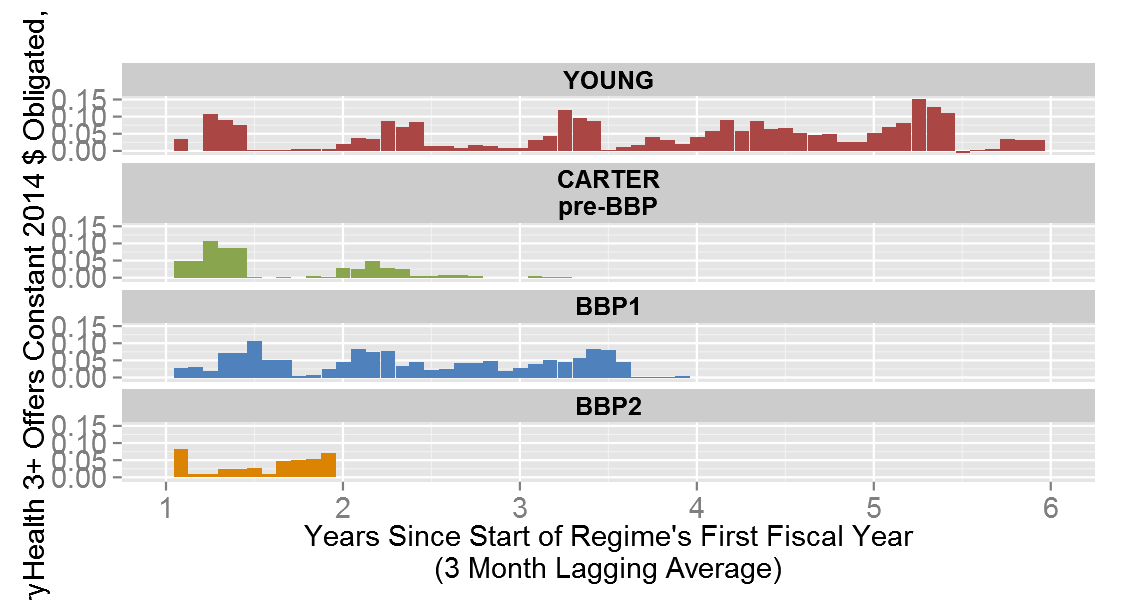 ryHealth 3+ Offers Constant 2014 $ Obligated,
YOUNG
0.15
0.10
0.05
0.00
CARTER
pre-BBP
0.15
0.10
0.05
0.00
BBP1
0.15
0.10
0.05
0.00
BBP2
0.15
0.10
0.05
0.00
1 2 3 4 5 6
Years Since Start of Regime's First Fiscal Year
(3 Month Lagging Average)